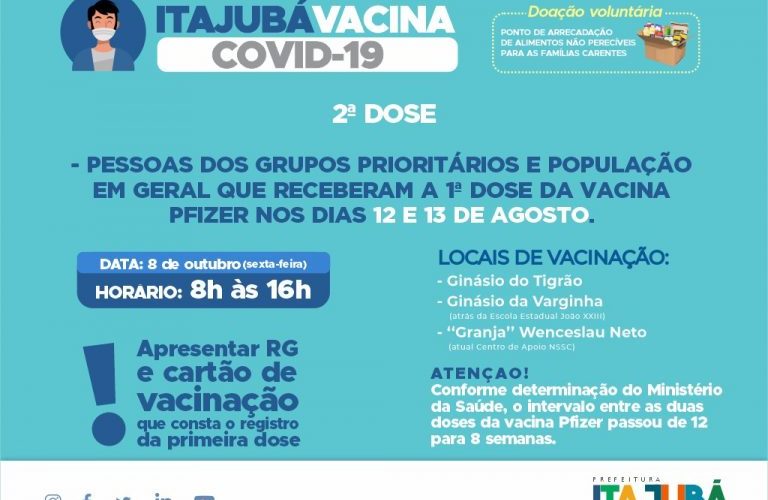 ITAJUBÁ VACINA
COVID-19
Doação voluntária
PONTO DE ARRECADAÇÃO
DE ALIMENTOS NÃO PERECÍVEIS
PARA AS FAMÍLIAS CARENTES
2ª DOSE
- PESSOAS DOS GRUPOS PRIORITÁRIOS E POPULAÇÃO
EM GERAL QUE RECEBERAM A 1ª DOSE DA VACINA
PFIZER NOS DIAS 12 E 13 DE AGOSTO.
DATA: 8 de outubro (sexta-feira)
HORARIO: 8h às 16h
Apresentar RG
e cartão de
vacinação
que consta o registro
da primeira dose
LOCAIS DE VACINAÇÃO:
- Ginásio do Tigrão
- Ginásio da Varginha
(atrás da Escola Estadual João XXIII)
- “Granja” Wenceslau Neto
(atual Centro de Apoio NSSC)
ATENÇAO!
Conforme determinação do Ministério
da Saúde, o intervalo entre as duas
doses da vacina Pfizer passou de 12
para 8 semanas.
PREFEITURA
ITAJUBÁ